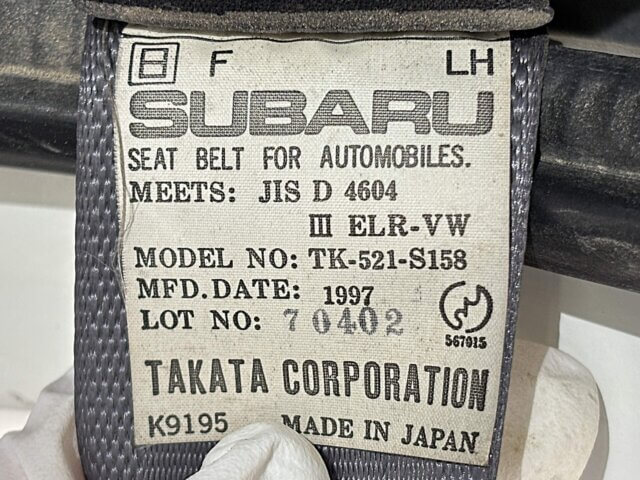 F LH
SUBARU
SEAT BELT FOR AUTOMOBILES.
MEETS: JIS D 4604
III ELR-VW
MODEL NO: TK-521-S158
MFD.DATE: 1997
LOT NO: 70402
567915
TAKATA CORPORATION
K9195 MADE IN JAPAN